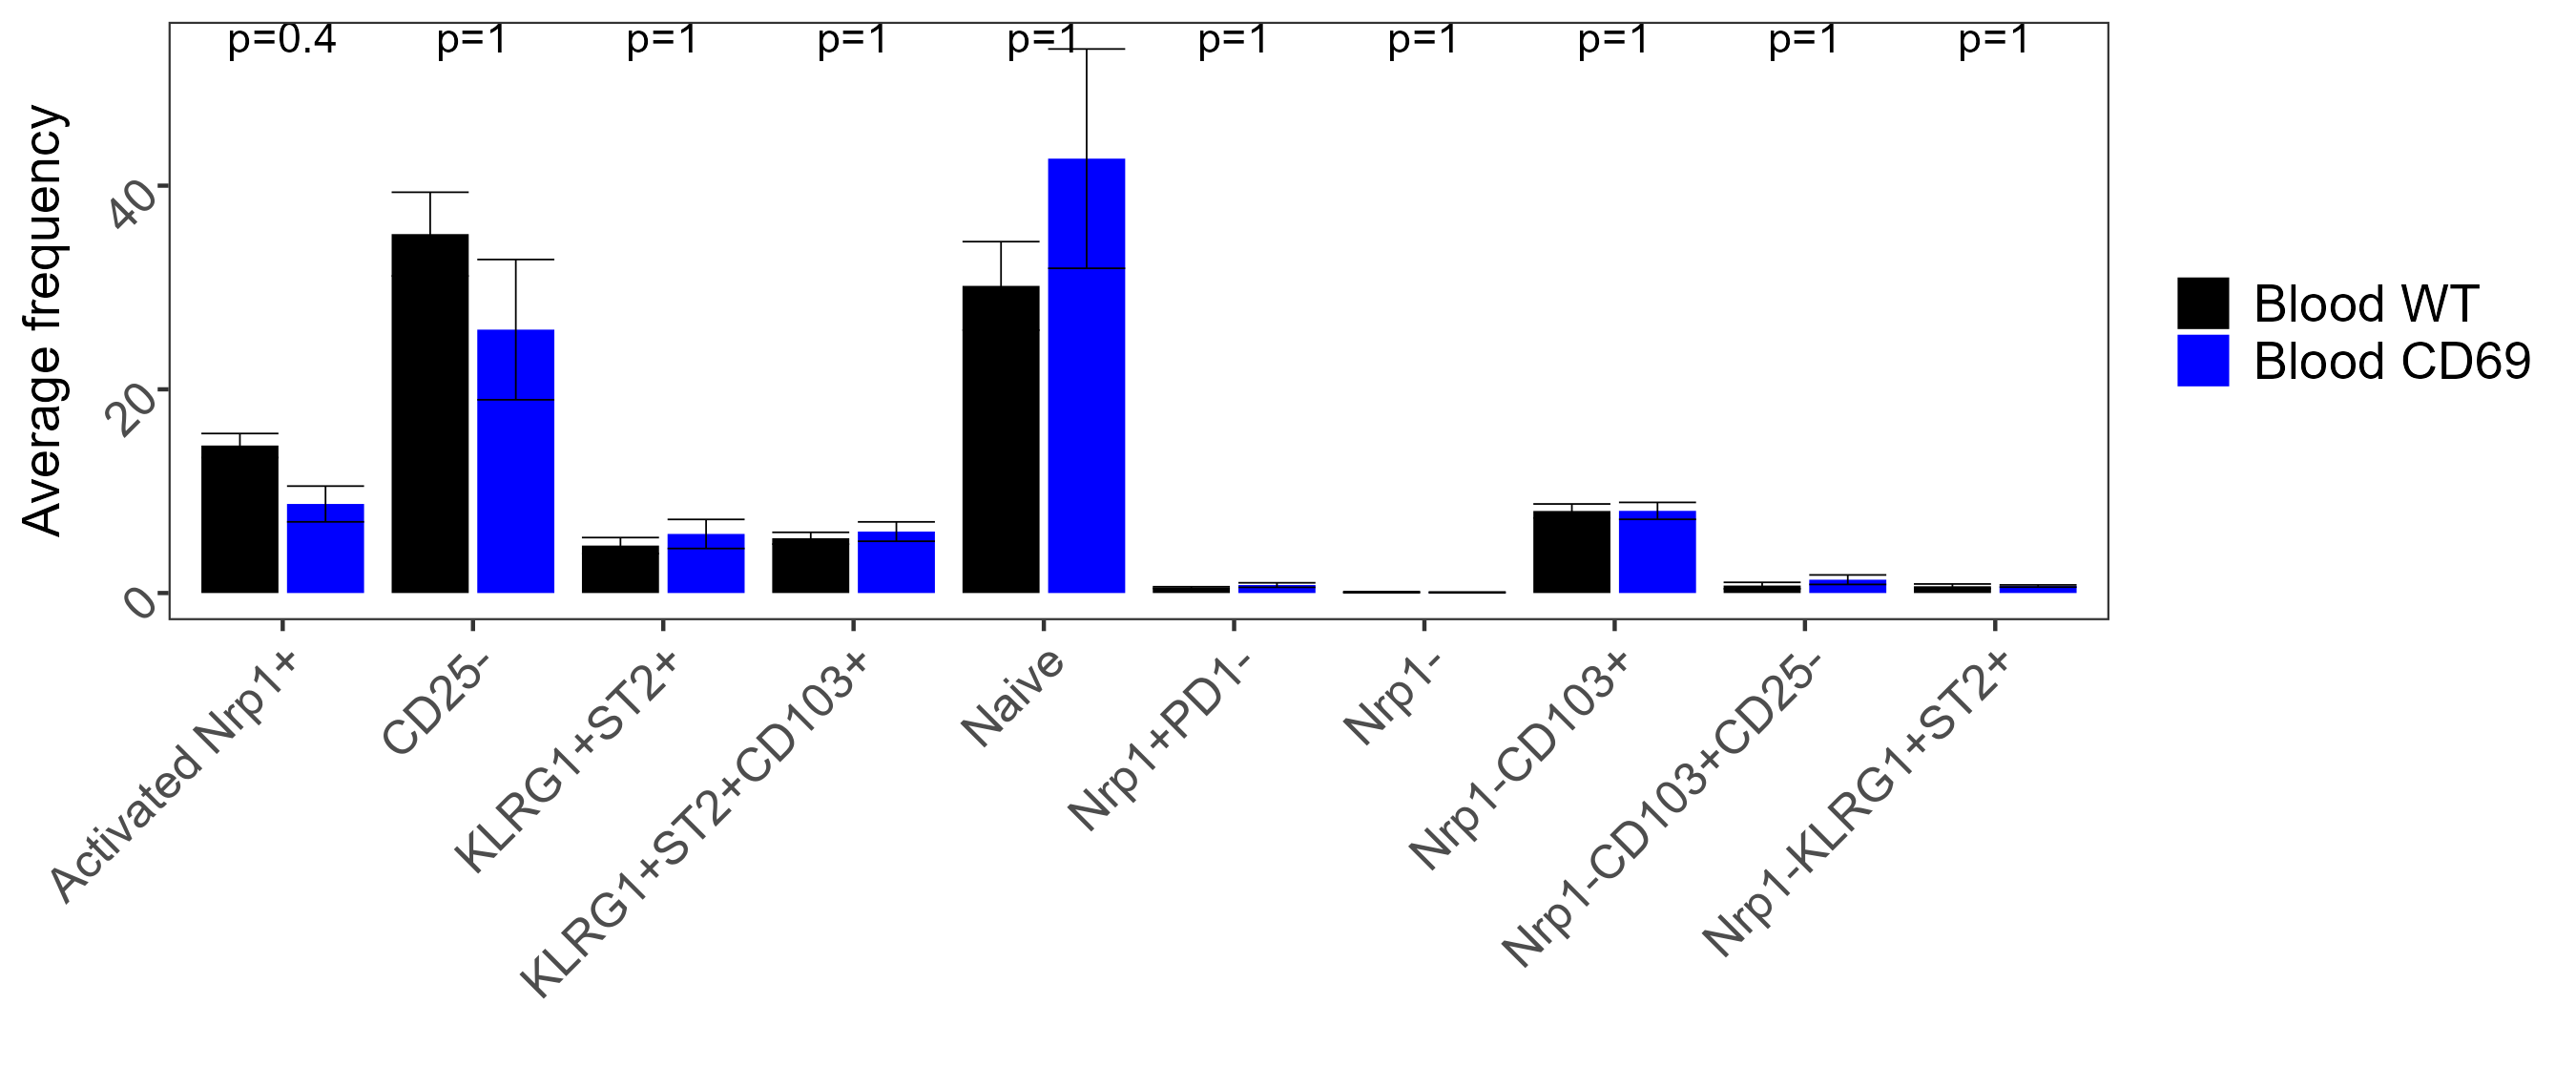 p=0.4 p=1 p=1 p=1 p=1 p=1 p=1 p=1 p=1 p=1
Average frequency
40
20
0
Blood WT
Blood CD69
Activated Nrp1+
CD25-
KLRG1+ST2+
KLRG1+ST2+CD103+
Naive
Nrp1+PD1-
Nrp1-
Nrp1-CD103+
Nrp1-CD103+CD25-
Nrp1-KLRG1+ST2+